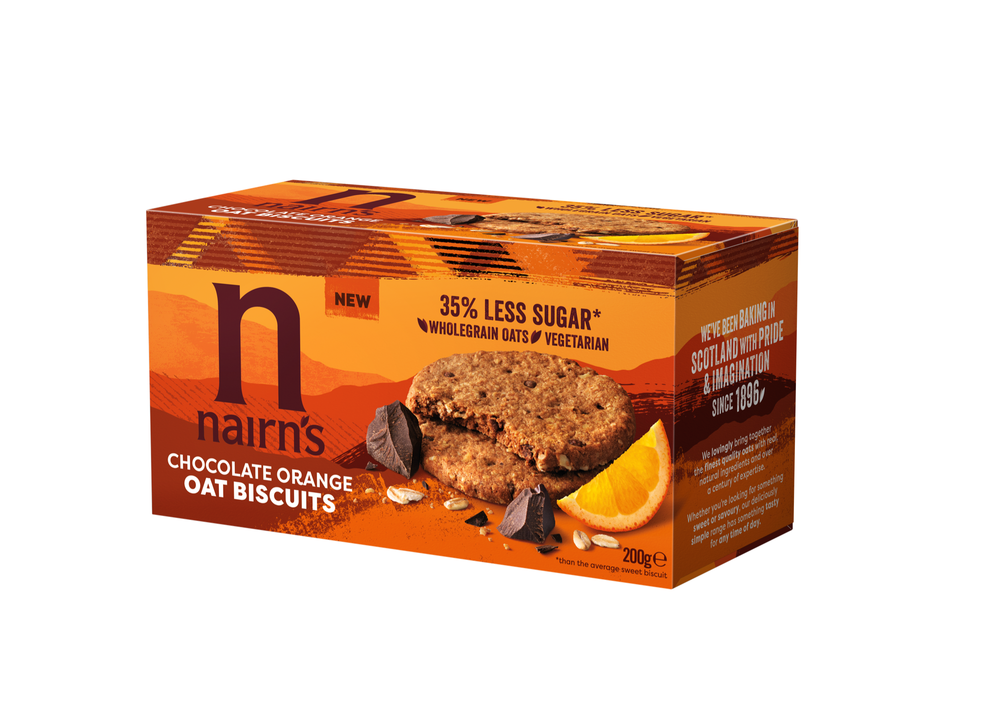 n
nairn's
CHOCOLATE ORANGE
OAT BISCUITS
NEW
35% LESS SUGAR*
WHOLEGRAIN OATS VEGETARIAN
n
nairn's
CHOCOLATE ORANGE
OAT BISCUITS
NEW
35% LESS SUGAR*
WHOLEGRAIN OATS VEGETARIAN
200g℮
*than the average sweet biscuit
WE'VE BEEN BAKING IN
SCOTLAND WITH PRIDE
& IMAGINATION
SINCE 1896
We lovingly bring together
the finest quality oats with real,
natural ingredients and over
a century of expertise.
Whether you're looking for something
sweet or savoury, our deliciously
simple range has something tasty
for any time of day.